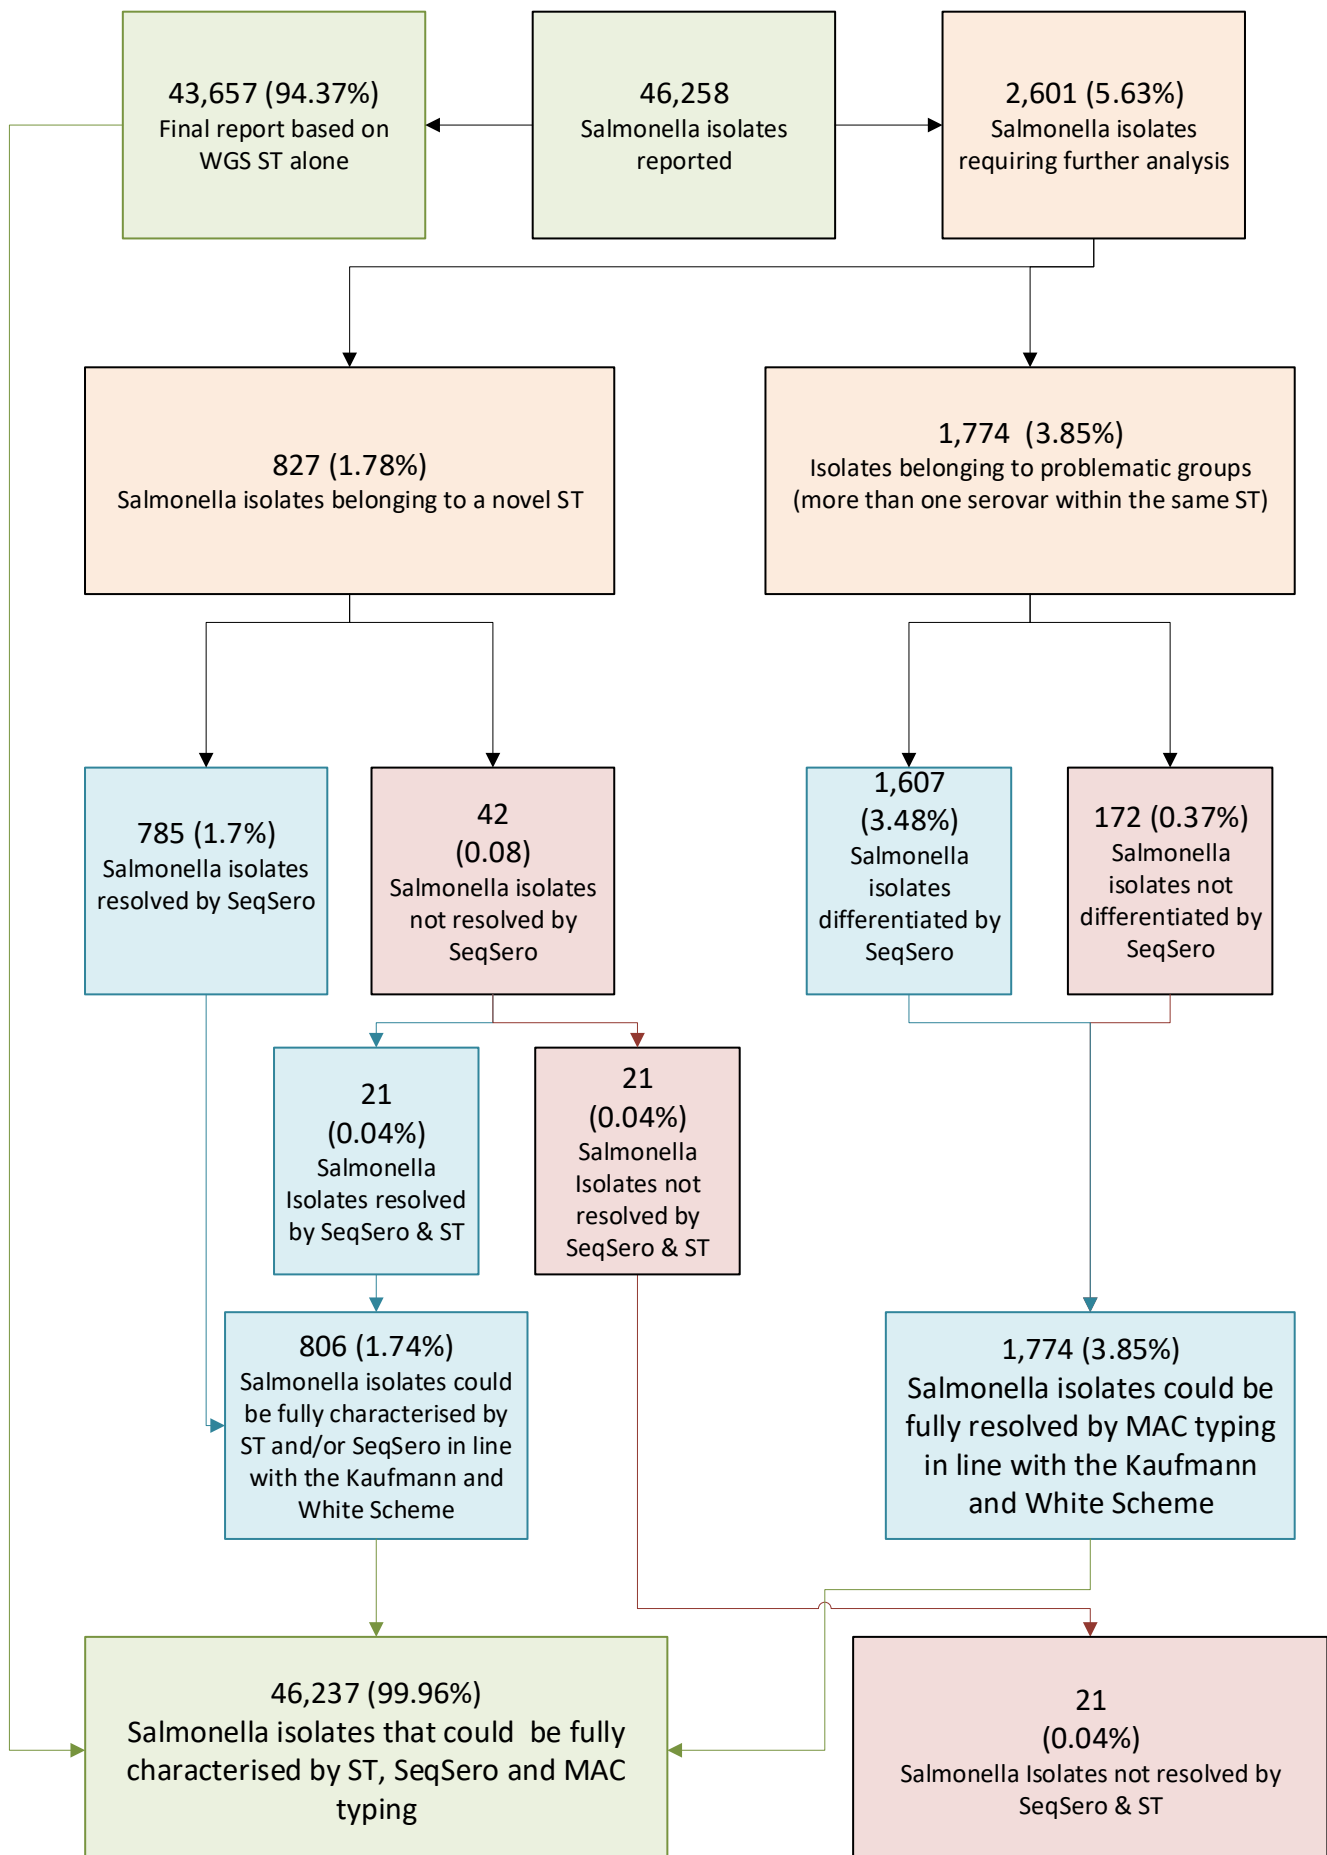 43,657 (94.37%)
Final report based on
WGS ST alone
46,258
Salmonella isolates
reported
2,601 (5.63%)
Salmonella isolates
requiring further analysis
827 (1.78%)
Salmonella isolates belonging to a novel ST
1,774 (3.85%)
Isolates belonging to problematic groups
(more than one serovar within the same ST)
785 (1.7%)
Salmonella isolates
resolved by SeqSero
42
(0.08)
Salmonella isolates
not resolved by
SeqSero
1,607
(3.48%)
Salmonella
isolates
differentiated by
SeqSero
172 (0.37%)
Salmonella
isolates not
differentiated by
SeqSero
21
(0.04%)
Salmonella
Isolates resolved
by SeqSero & ST
21
(0.04%)
Salmonella
Isolates not
resolved by
SeqSero & ST
806 (1.74%)
Salmonella isolates could
be fully characterised by
ST and/or SeqSero in line
with the Kaufmann and
White Scheme
1,774 (3.85%)
Salmonella isolates could be
fully resolved by MAC typing
in line with the Kaufmann
and White Scheme
46,237 (99.96%)
Salmonella isolates that could be fully
characterised by ST, SeqSero and MAC
typing
21
(0.04%)
Salmonella Isolates not resolved by
SeqSero & ST